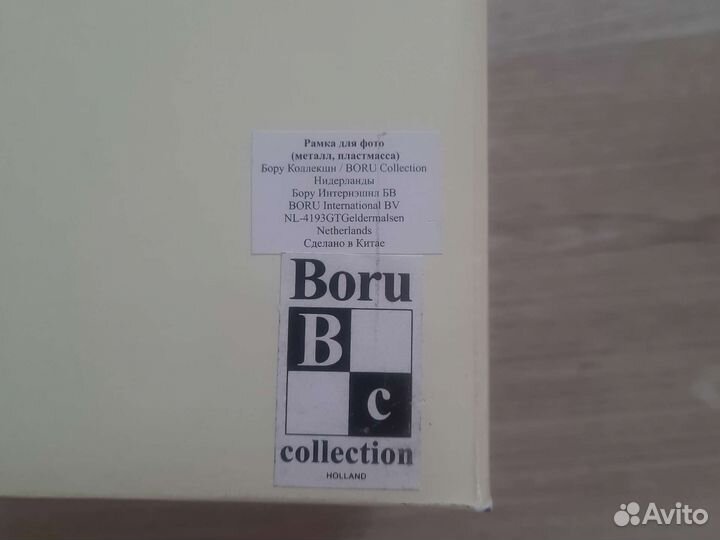 Рамка для фото
(металл, пластмасса)
Бору Коллекшн / BORU Collection
Нидерланды
Бору Интернэшнл БВ
BORU International BV
NL-4193GTGeldermalsen
Netherlands
Сделано в Китае
Boru
B
c
collection
HOLLAND
Avito